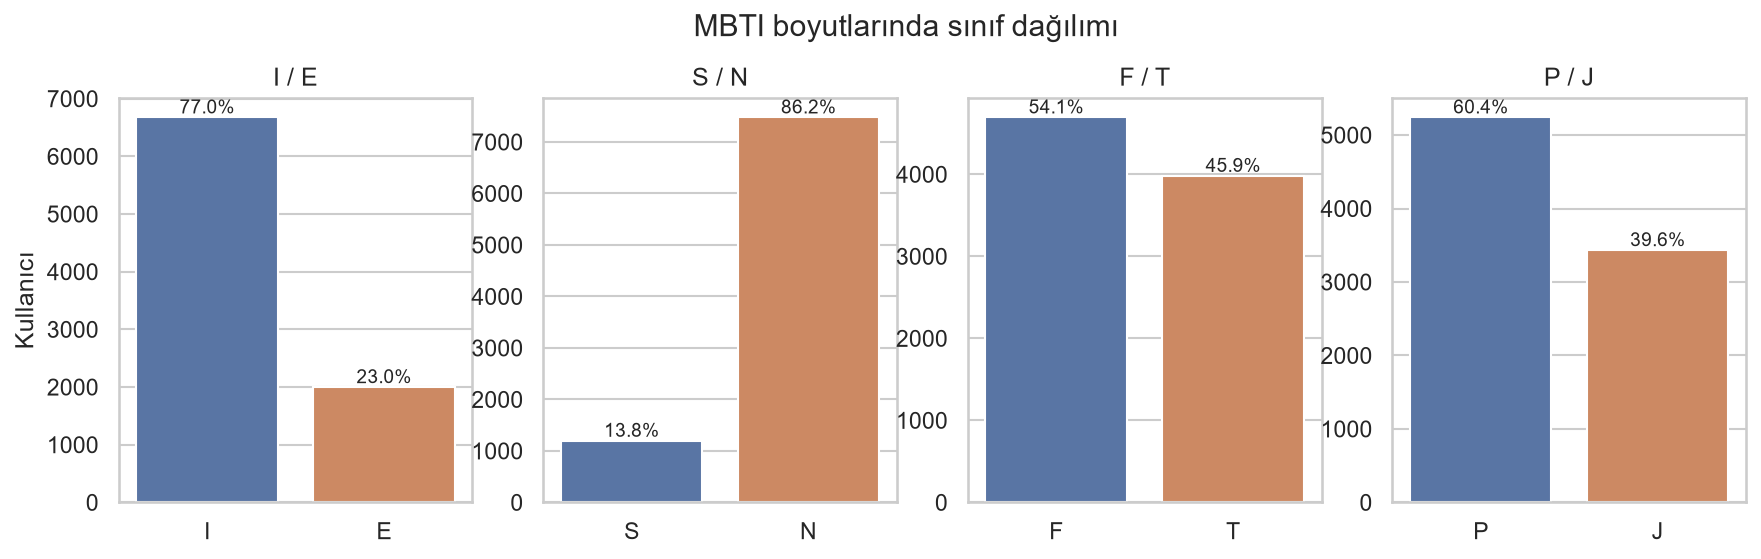 MBTI boyutlarında sınıf dağılımı
I / E
Kullanıcı
7000
6000
5000
4000
3000
2000
1000
0
77.0%
23.0%
I
E
S / N
7000
6000
5000
4000
3000
2000
1000
0
13.8%
86.2%
S
N
F / T
4000
3000
2000
1000
0
54.1%
45.9%
F
T
P / J
5000
4000
3000
2000
1000
0
60.4%
39.6%
P
J